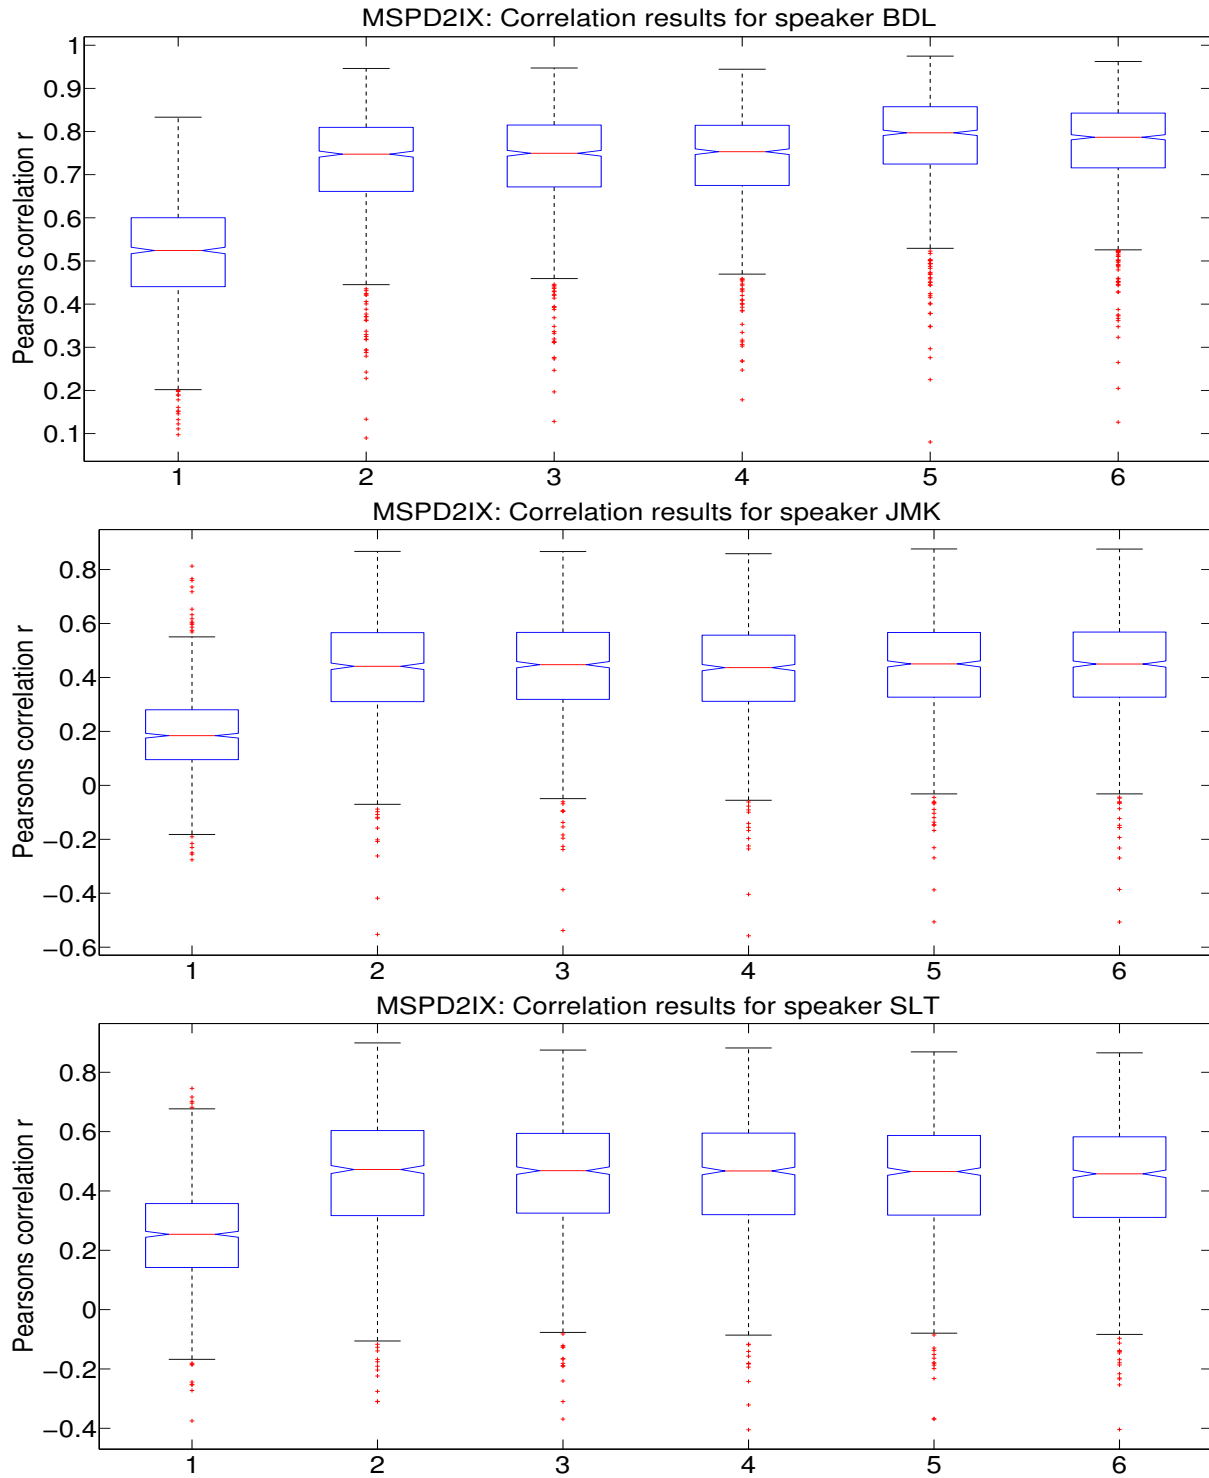 MSPD2IX: Correlation results for speaker BDL
Pearsons correlation r
1
0.9
0.8
0.7
0.6
0.5
0.4
0.3
0.2
0.1
1 2 3 4 5 6
MSPD2IX: Correlation results for speaker JMK
Pearsons correlation r
0.8
0.6
0.4
0.2
0
−0.2
−0.4
−0.6
1 2 3 4 5 6
MSPD2IX: Correlation results for speaker SLT
Pearsons correlation r
0.8
0.6
0.4
0.2
0
−0.2
−0.4
1 2 3 4 5 6